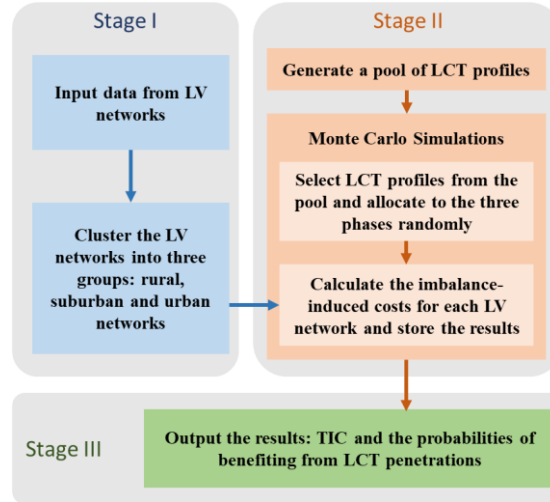 Stage I
Input data from LV
networks
Cluster the LV
networks into three
groups: rural,
suburban and urban
networks
Stage II
Generate a pool of LCT profiles
Monte Carlo Simulations
Select LCT profiles from the
pool and allocate to the three
phases randomly
Calculate the imbalance-
induced costs for each LV
network and store the results
Stage III
Output the results: TIC and the probabilities of
benefiting from LCT penetrations